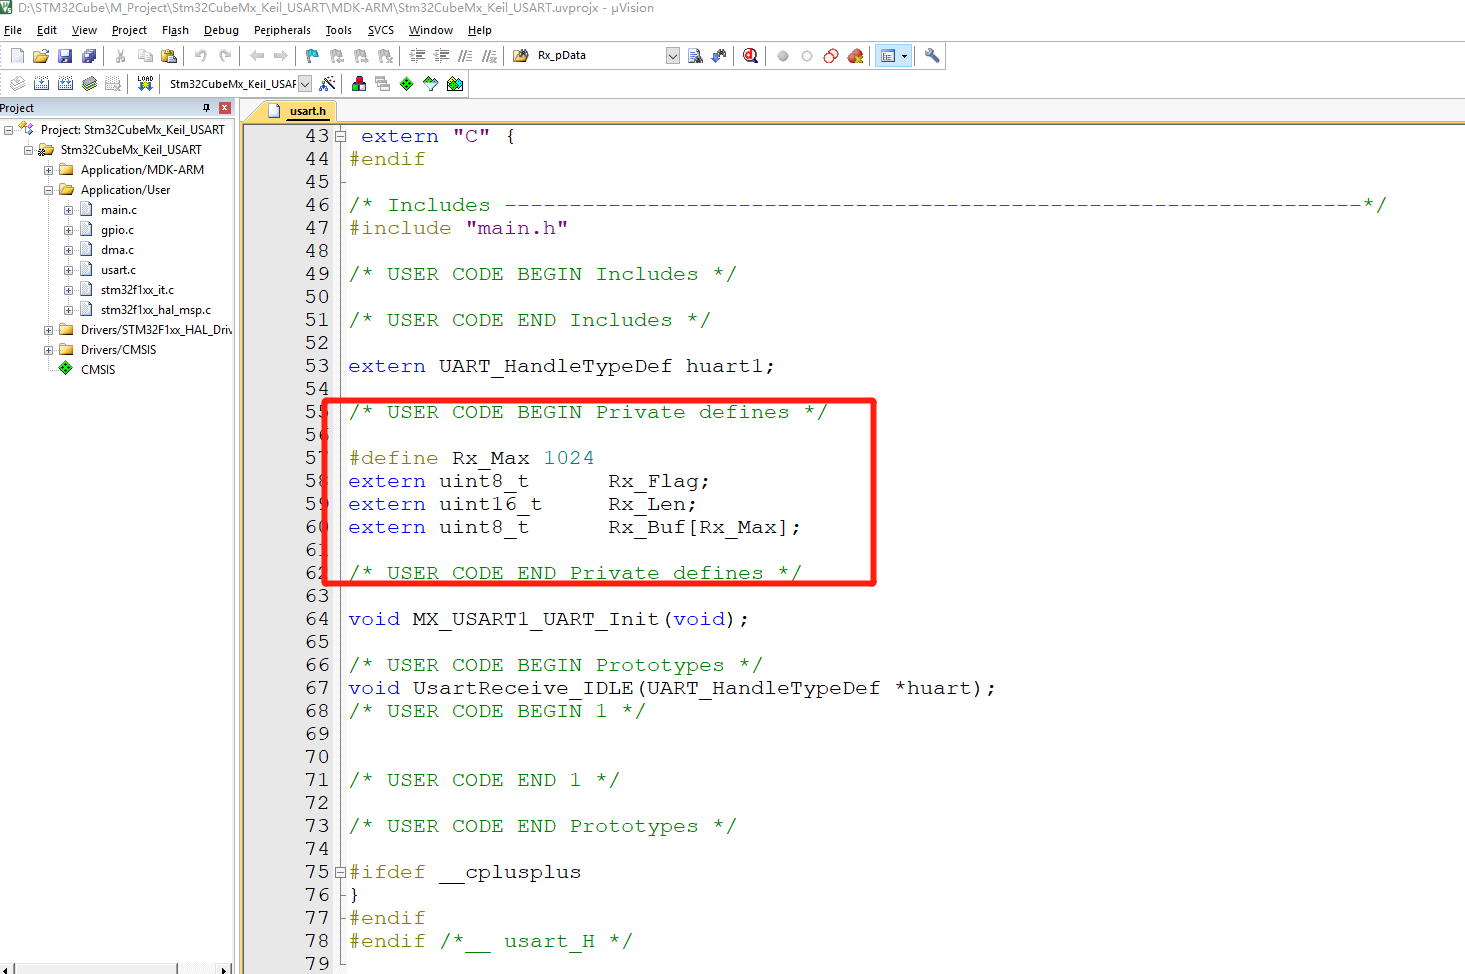 D:\STM32Cube\M_Project\Stm32CubeMx_Keil_USART\MDK-ARM\Stm32CubeMx_Keil_USART.uvprojx - µVision
File Edit View Project Flash Debug Peripherals Tools SVCS Window Help
Rx_pData
LOAD
Stm32CubeMx_Keil_USAF
Project
usart.h
Project: Stm32CubeMx_Keil_USART
Stm32CubeMx_Keil_USART
Application/MDK-ARM
Application/User
main.c
gpio.c
dma.c
usart.c
stm32f1xx_it.c
stm32f1xx_hal_msp.c
Drivers/STM32F1xx_HAL_Driv
Drivers/CMSIS
CMSIS
43 extern "C" {
44 #endif
45
46 /* Includes ------------------------------------------------------------------*/
47 #include "main.h"
48
49 /* USER CODE BEGIN Includes */
50
51 /* USER CODE END Includes */
52
53 extern UART_HandleTypeDef huart1;
54
55 /* USER CODE BEGIN Private defines */
56
57 #define Rx_Max 1024
58 extern uint8_t Rx_Flag;
59 extern uint16_t Rx_Len;
60 extern uint8_t Rx_Buf[Rx_Max];
61
62 /* USER CODE END Private defines */
63
64 void MX_USART1_UART_Init(void);
65
66 /* USER CODE BEGIN Prototypes */
67 void UsartReceive_IDLE(UART_HandleTypeDef *huart);
68 /* USER CODE BEGIN 1 */
69
70
71 /* USER CODE END 1 */
72
73 /* USER CODE END Prototypes */
74
75 #ifdef __cplusplus
76 }
77 #endif
78 #endif /*__ usart_H */
79